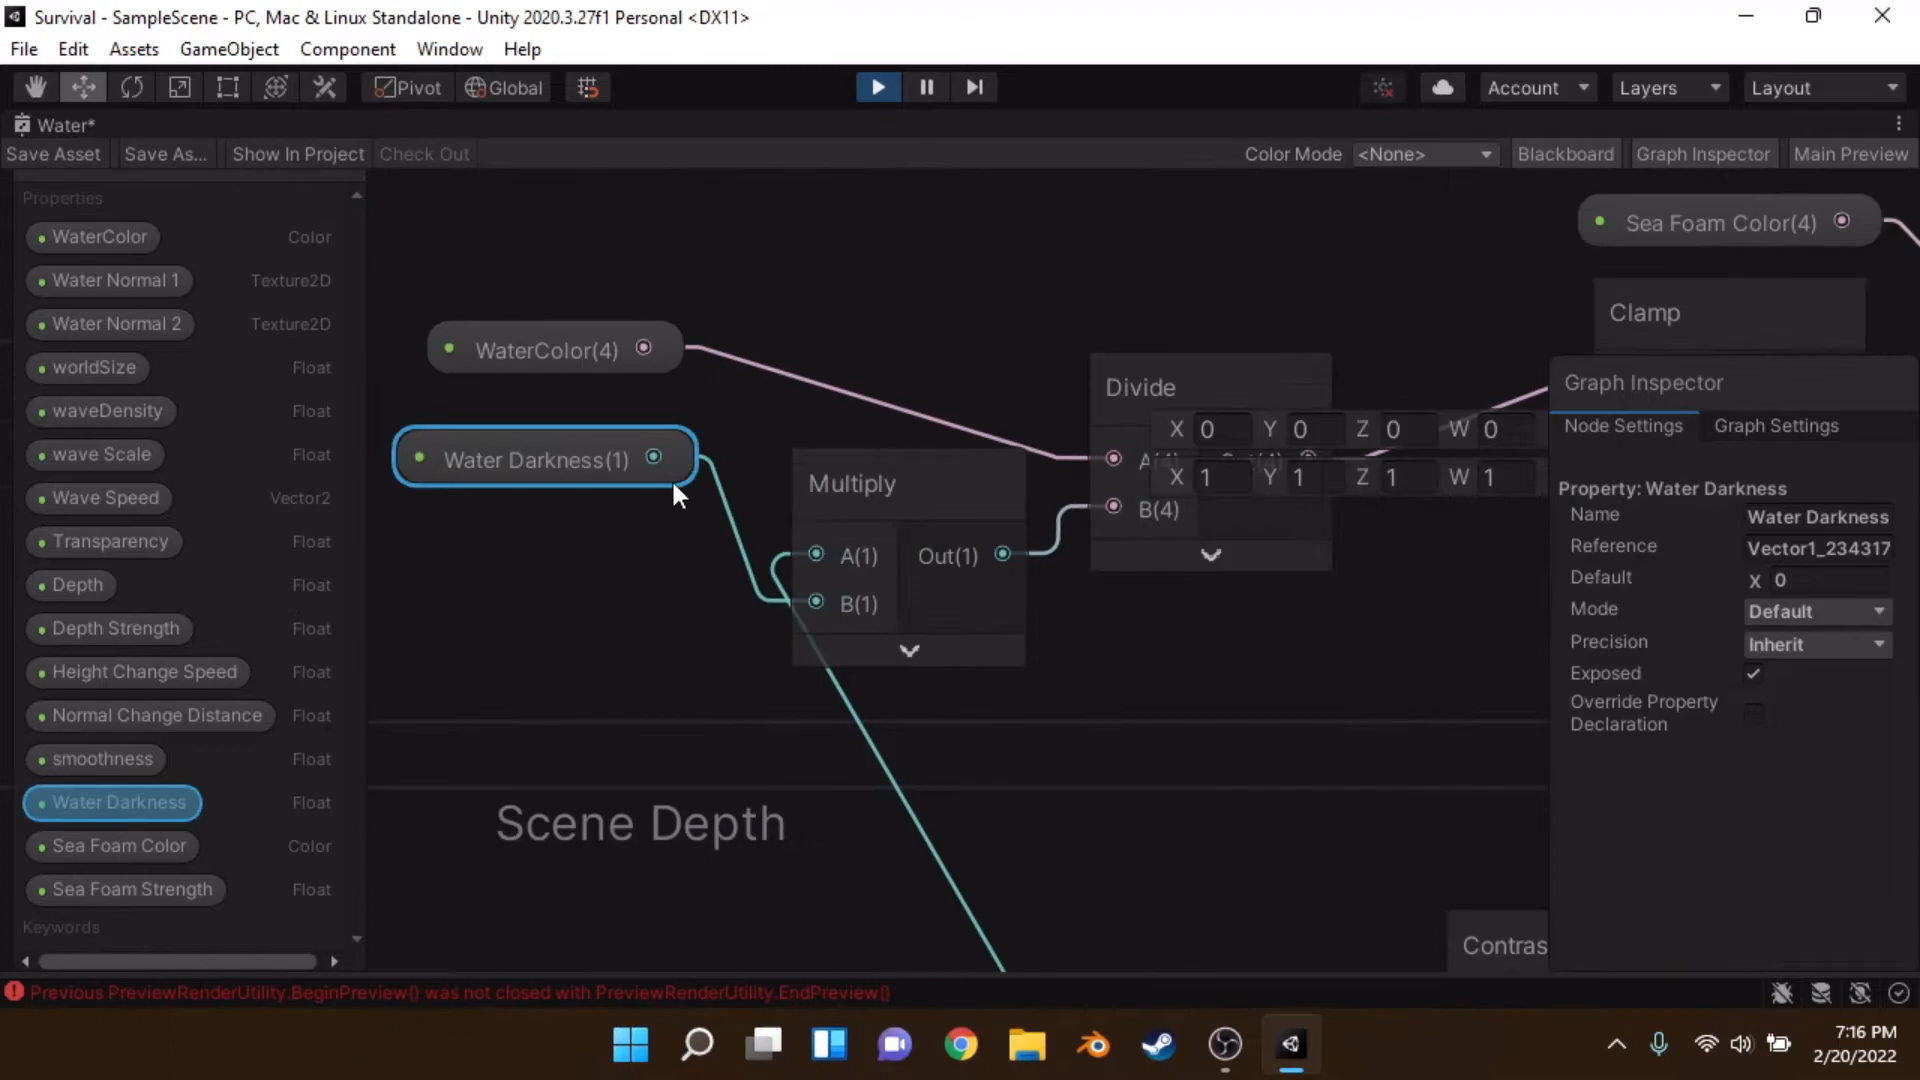 Survival - SampleScene - PC, Mac & Linux Standalone - Unity 2020.3.27f1 Personal <DX11>
File Edit Assets GameObject Component Window Help
Pivot Global Account Layers Layout
Water*
Save Asset Save As... Show In Project Check Out Color Mode <None> Blackboard Graph Inspector Main Preview
Properties
WaterColor Color
Water Normal 1 Texture2D
Water Normal 2 Texture2D
worldSize Float
waveDensity Float
wave Scale Float
Wave Speed Vector2
Transparency Float
Depth Float
Depth Strength Float
Height Change Speed Float
Normal Change Distance Float
smoothness Float
Water Darkness Float
Sea Foam Color Color
Sea Foam Strength Float
Keywords
WaterColor(4)
Water Darkness(1)
Multiply
A(1) Out(1)
B(1)
Divide
X 0 Y 0 Z 0 W 0
X 1 Y 1 Z 1 W 1
B(4)
Sea Foam Color(4)
Clamp
Scene Depth
Contras
Graph Inspector
Node Settings Graph Settings
Property: Water Darkness
Name Water Darkness
Reference Vector1_234317
Default X 0
Mode Default
Precision Inherit
Exposed
Override Property
Declaration
Previous PreviewRenderUtility.BeginPreview() was not closed with PreviewRenderUtility.EndPreview()
7:16 PM
2/20/2022